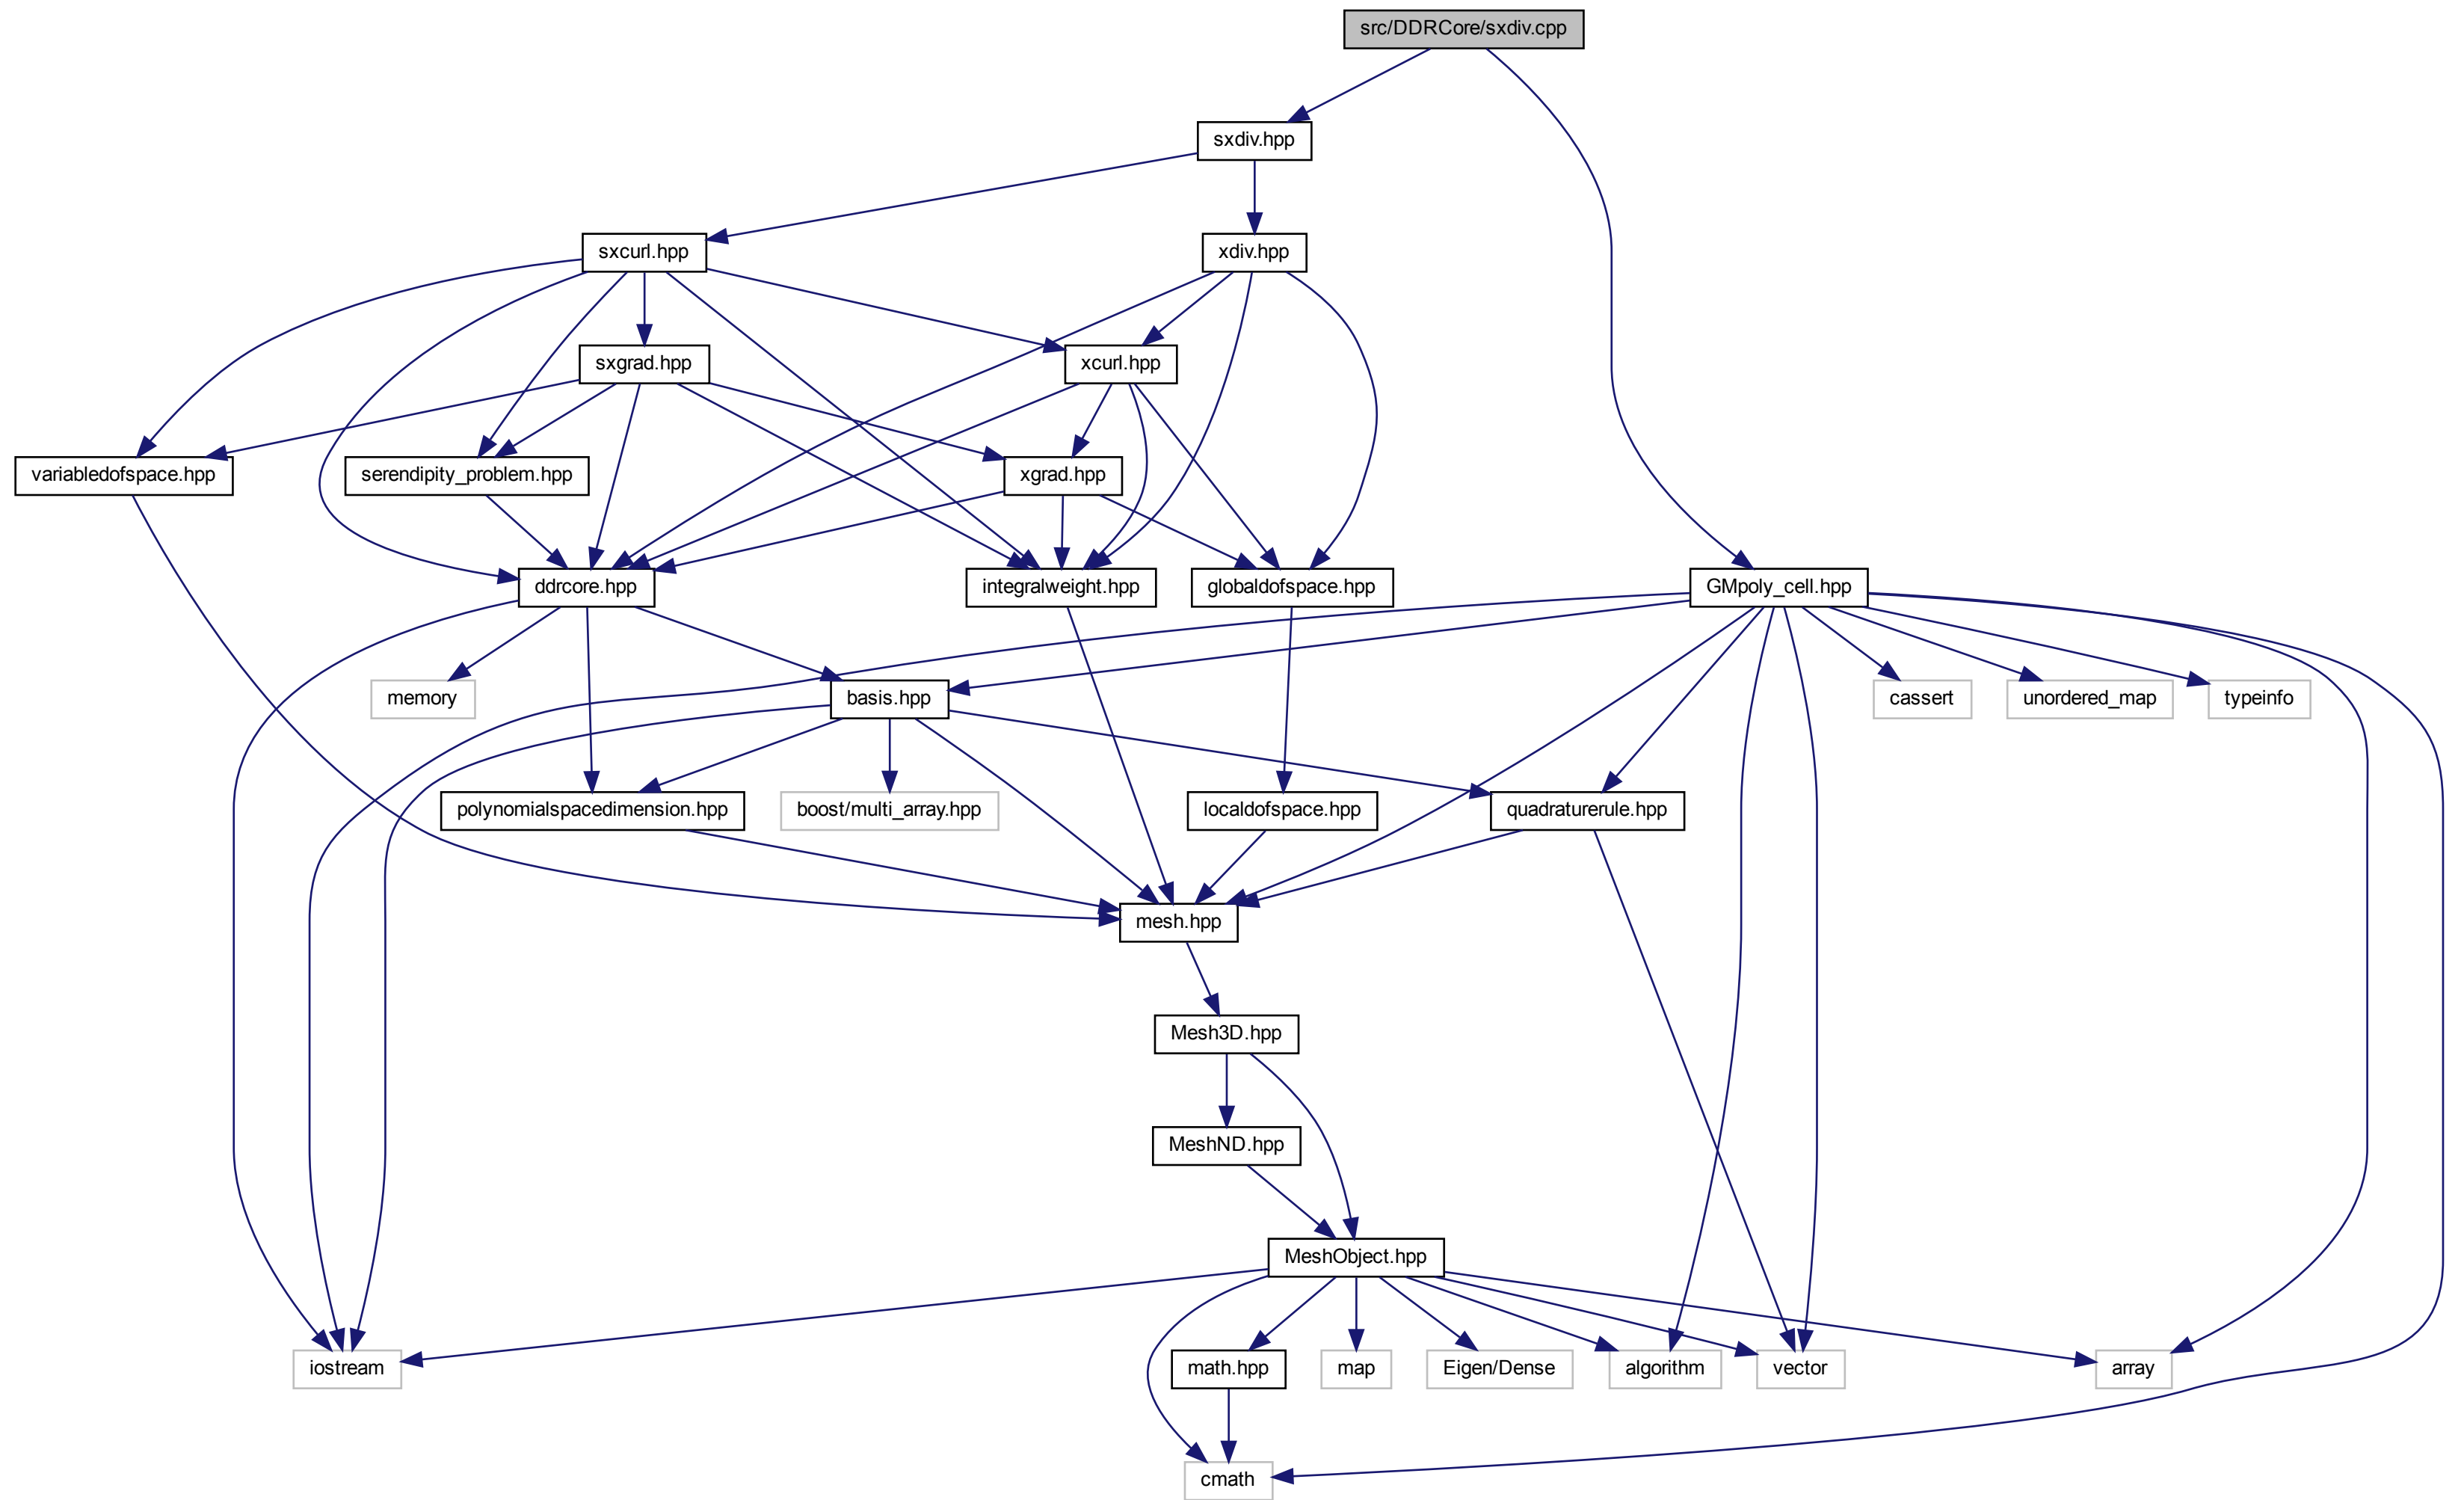 src/DDRCore/sxdiv.cpp
sxdiv.hpp
sxcurl.hpp
xdiv.hpp
sxgrad.hpp
xcurl.hpp
variabledofspace.hpp
serendipity_problem.hpp
xgrad.hpp
ddrcore.hpp
integralweight.hpp
globaldofspace.hpp
GMpoly_cell.hpp
memory
basis.hpp
cassert
unordered_map
typeinfo
polynomialspacedimension.hpp
boost/multi_array.hpp
localdofspace.hpp
quadraturerule.hpp
mesh.hpp
Mesh3D.hpp
MeshND.hpp
MeshObject.hpp
iostream
math.hpp
map
Eigen/Dense
algorithm
vector
array
cmath